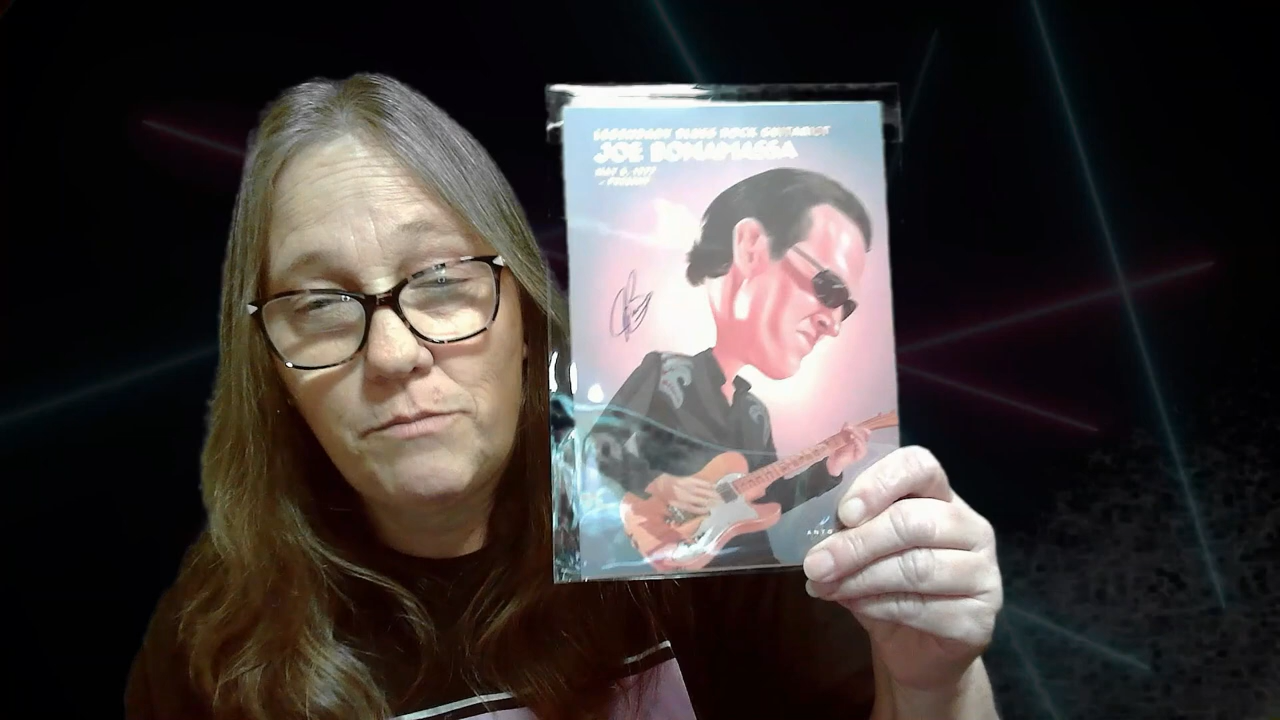 LEGENDARY BLUES ROCK GUITARIST
JOE BONAMASSA
MAY 8, 1977
- PRESENT